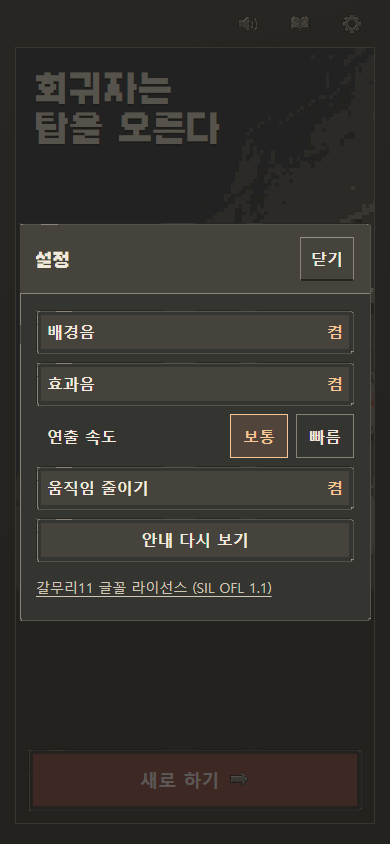 회귀자는
탑을 오른다
설정
닫기
배경음 켬
효과음 켬
연출 속도 보통 빠름
움직임 줄이기 켬
안내 다시 보기
갈무리11 글꼴 라이선스 (SIL OFL 1.1)
새로 하기